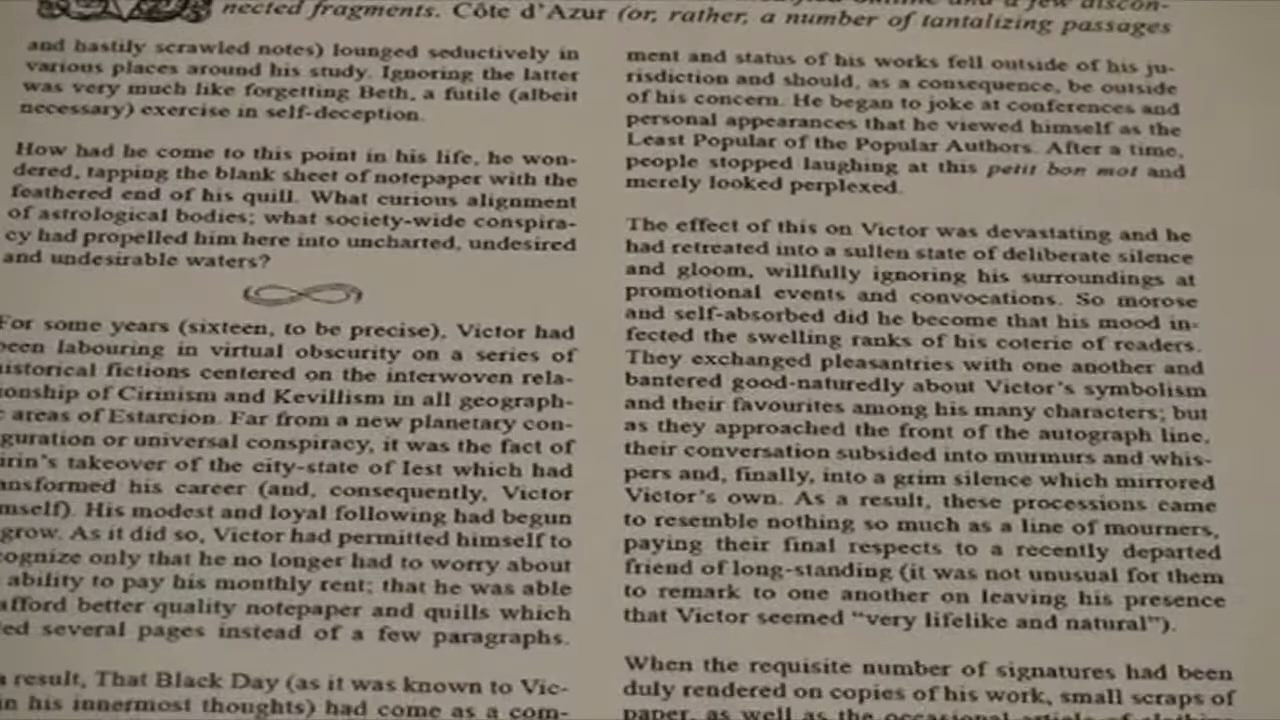 nected fragments. Côte d'Azur (or, rather, a number of tantalizing passages
and hastily scrawled notes) lounged seductively in
various places around his study. Ignoring the latter
was very much like forgetting Beth, a futile (albeit
necessary) exercise in self-deception.
How had he come to this point in his life, he won-
dered, tapping the blank sheet of notepaper with the
feathered end of his quill. What curious alignment
of astrological bodies; what society-wide conspira-
cy had propelled him here into uncharted, undesired
and undesirable waters?
For some years (sixteen, to be precise), Victor had
been labouring in virtual obscurity on a series of
istorical fictions centered on the interwoven rela-
onship of Cirinism and Kevillism in all geograph-
areas of Estarcion. Far from a new planetary con-
guration or universal conspiracy, it was the fact of
irin's takeover of the city-state of Iest which had
ansformed his career (and, consequently, Victor
mself). His modest and loyal following had begun
grow. As it did so, Victor had permitted himself to
cognize only that he no longer had to worry about
ability to pay his monthly rent; that he was able
afford better quality notepaper and quills which
ed several pages instead of a few paragraphs.
a result, That Black Day (as it was known to Vic-
in his innermost thoughts) had come as a com-
ment and status of his works fell outside of his ju-
risdiction and should, as a consequence, be outside
of his concern. He began to joke at conferences and
personal appearances that he viewed himself as the
Least Popular of the Popular Authors. After a time,
people stopped laughing at this petit bon mot and
merely looked perplexed.
The effect of this on Victor was devastating and he
had retreated into a sullen state of deliberate silence
and gloom, willfully ignoring his surroundings at
promotional events and convocations. So morose
and self-absorbed did he become that his mood in-
fected the swelling ranks of his coterie of readers.
They exchanged pleasantries with one another and
bantered good-naturedly about Victor's symbolism
and their favourites among his many characters; but
as they approached the front of the autograph line,
their conversation subsided into murmurs and whis-
pers and, finally, into a grim silence which mirrored
Victor's own. As a result, these processions came
to resemble nothing so much as a line of mourners,
paying their final respects to a recently departed
friend of long-standing (it was not unusual for them
to remark to one another on leaving his presence
that Victor seemed "very lifelike and natural").
When the requisite number of signatures had been
duly rendered on copies of his work, small scraps of
paper, as well as the occasional